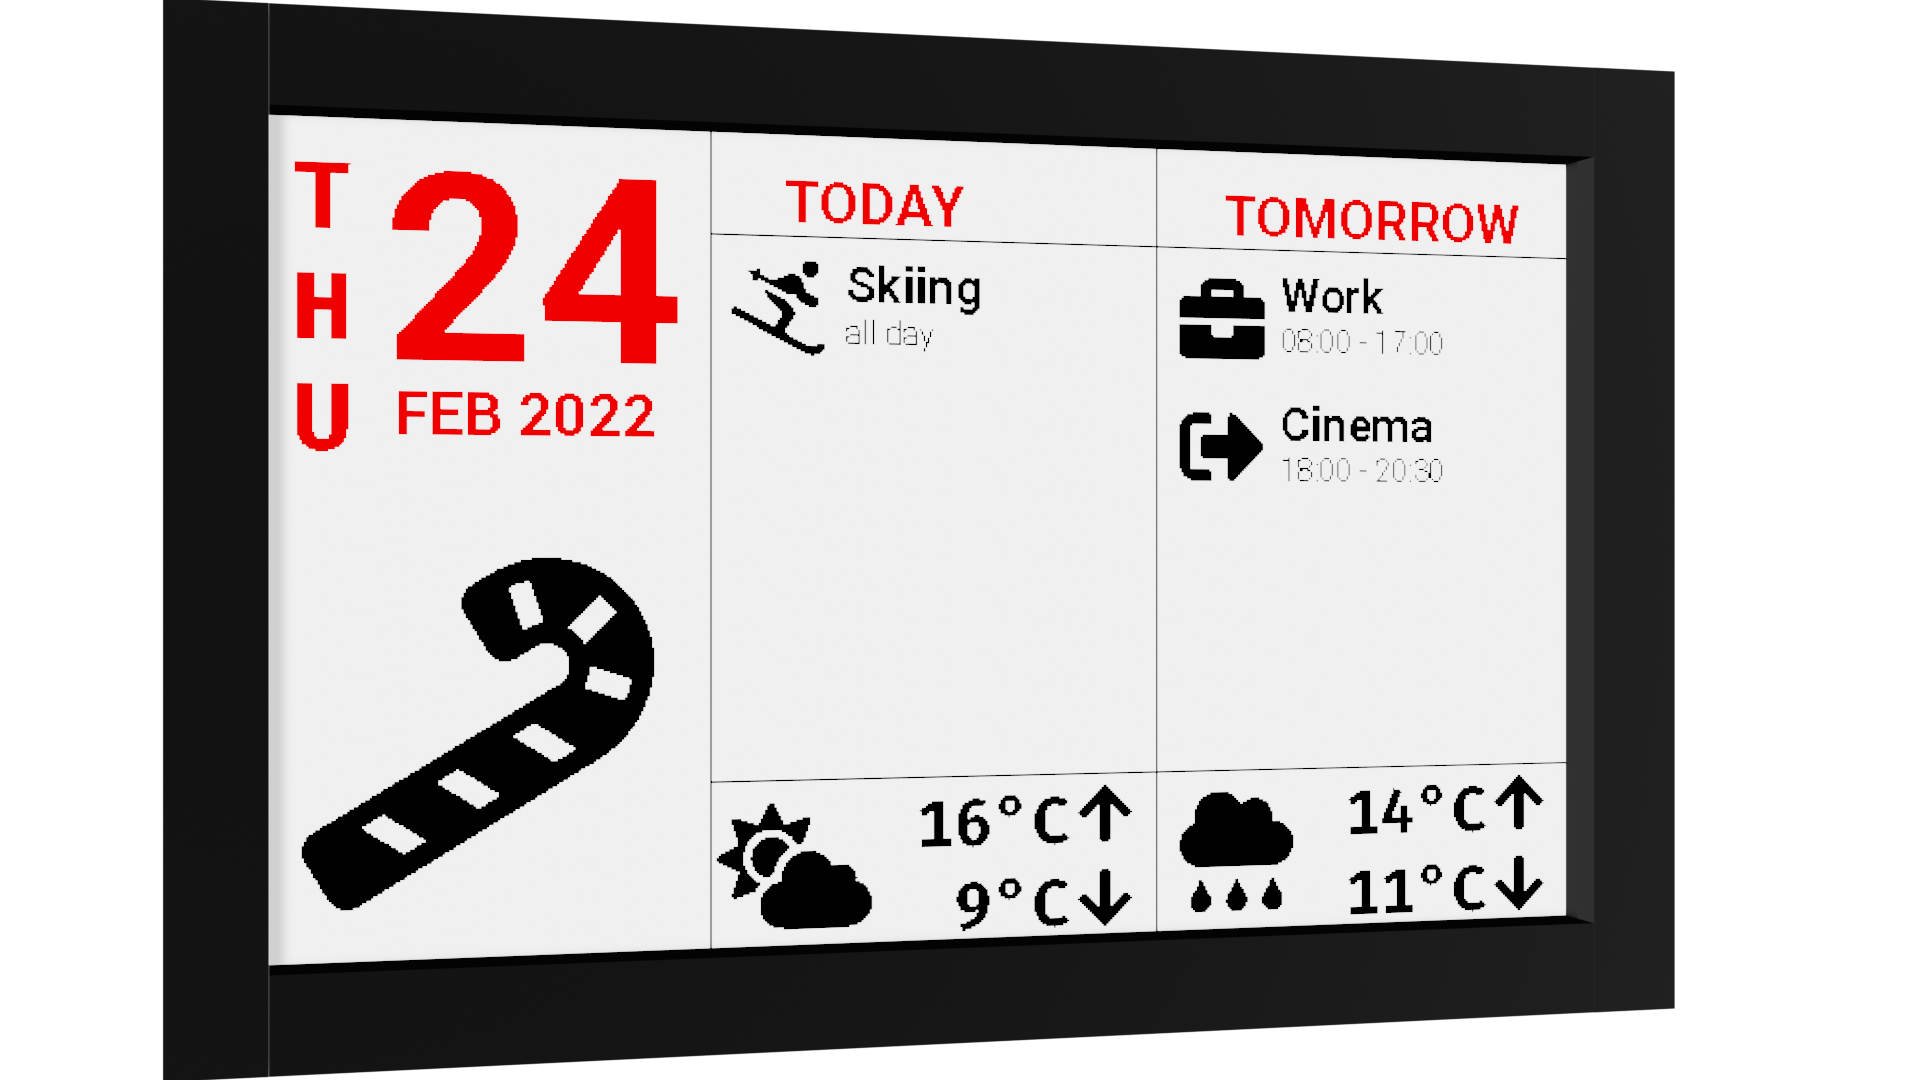 THU
24
FEB 2022
TODAY
Skiing
all day
16°C
9°C
TOMORROW
Work
08:00 - 17:00
Cinema
18:00 - 20:30
14°C
11°C